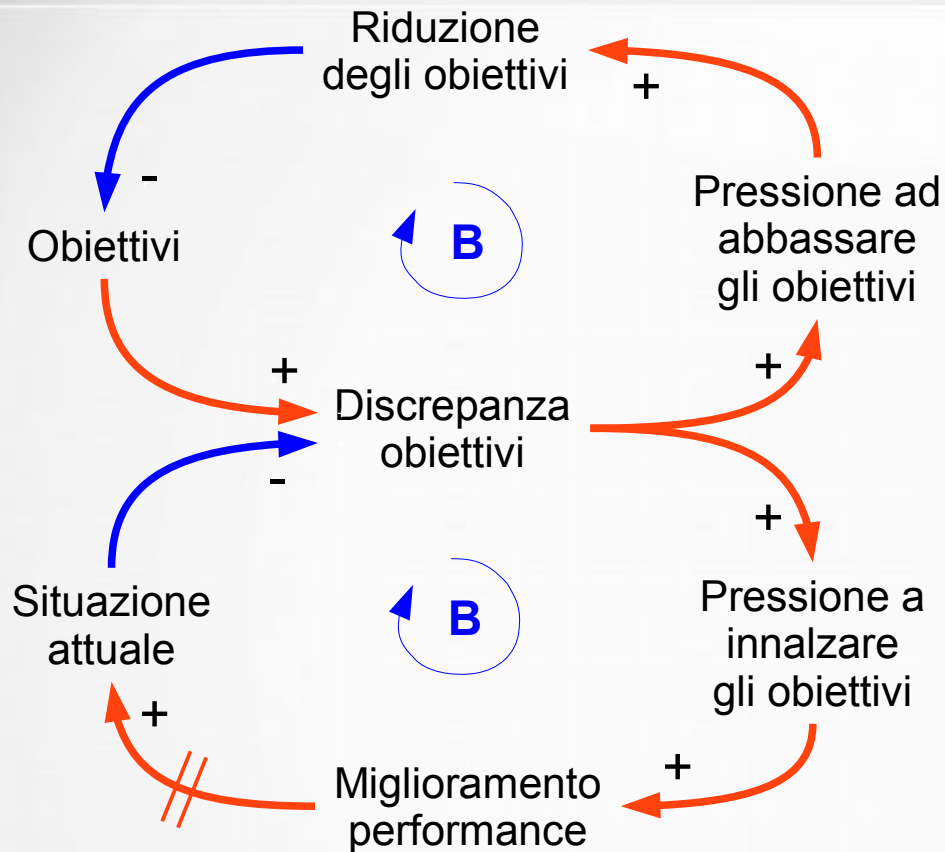 Riduzione
degli obiettivi
+
-
Pressione ad
abbassare
gli obiettivi
Obiettivi
B
+
+
Discrepanza
obiettivi
-
+
Situazione
attuale
B
Pressione a
innalzare
gli obiettivi
+
+
Miglioramento
performance